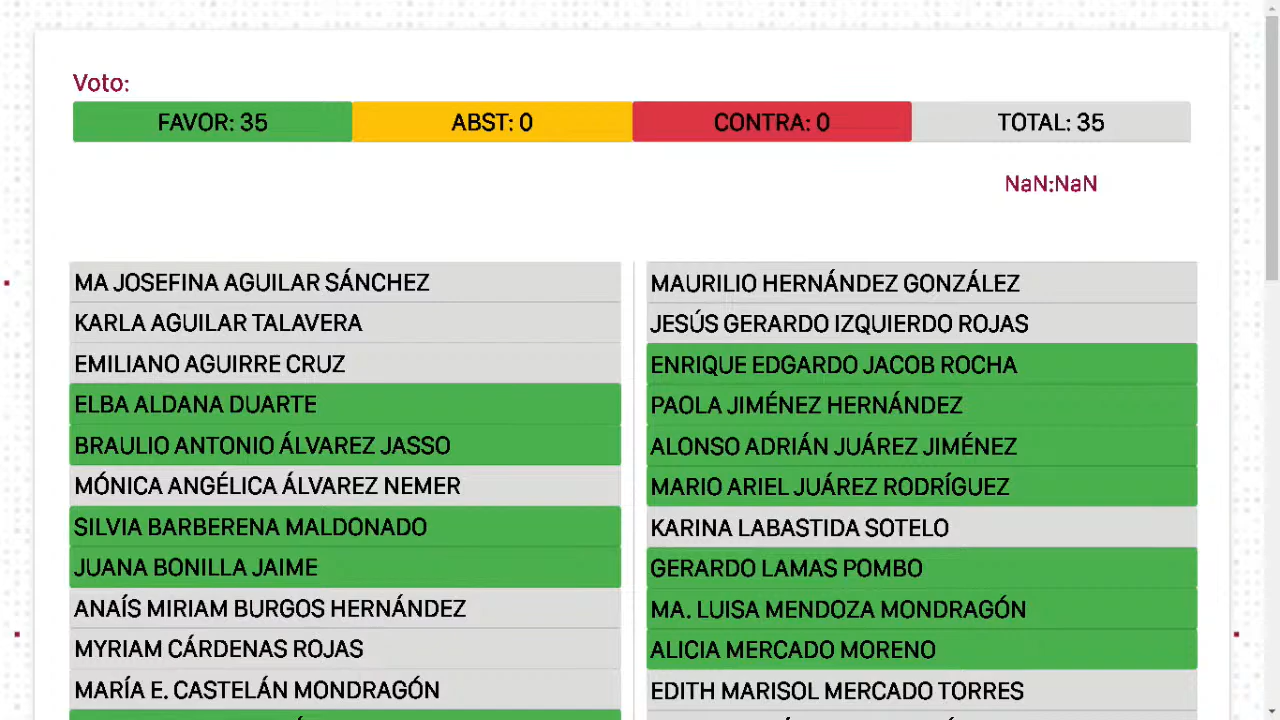 Voto:
FAVOR: 35 ABST: 0 CONTRA: 0 TOTAL: 35
NaN:NaN
MA JOSEFINA AGUILAR SÁNCHEZ
KARLA AGUILAR TALAVERA
EMILIANO AGUIRRE CRUZ
ELBA ALDANA DUARTE
BRAULIO ANTONIO ÁLVAREZ JASSO
MÓNICA ANGÉLICA ÁLVAREZ NEMER
SILVIA BARBERENA MALDONADO
JUANA BONILLA JAIME
ANAÍS MIRIAM BURGOS HERNÁNDEZ
MYRIAM CÁRDENAS ROJAS
MARÍA E. CASTELÁN MONDRAGÓN
MAURILIO HERNÁNDEZ GONZÁLEZ
JESÚS GERARDO IZQUIERDO ROJAS
ENRIQUE EDGARDO JACOB ROCHA
PAOLA JIMÉNEZ HERNÁNDEZ
ALONSO ADRIÁN JUÁREZ JIMÉNEZ
MARIO ARIEL JUÁREZ RODRÍGUEZ
KARINA LABASTIDA SOTELO
GERARDO LAMAS POMBO
MA. LUISA MENDOZA MONDRAGÓN
ALICIA MERCADO MORENO
EDITH MARISOL MERCADO TORRES